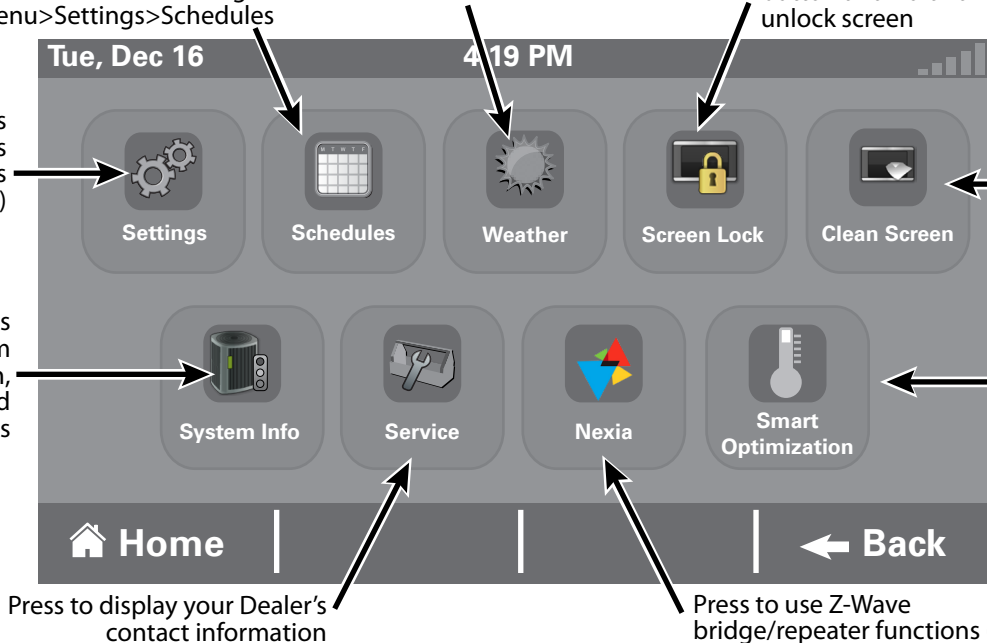 enu>Settings>Schedules
unlock screen
Tue, Dec 16
4:19 PM
M T W T F
Settings
Schedules
Weather
Screen Lock
Clean Screen
System Info
Service
Nexia
Smart
Optimization
Home
Back
Press to display your Dealer's
contact information
Press to use Z-Wave
bridge/repeater functions